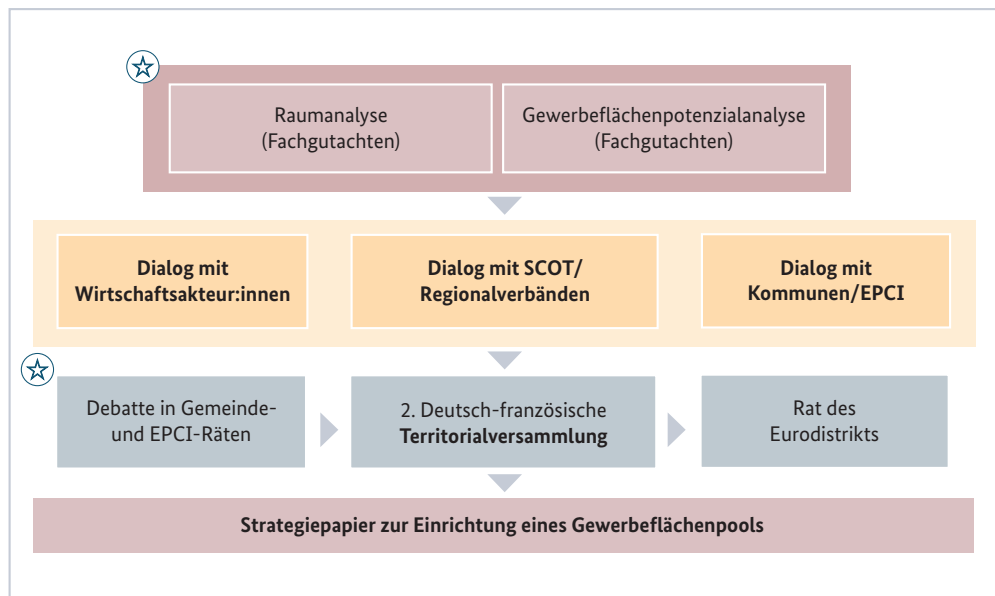 Raumanalyse
(Fachgutachten)
Gewerbeflächenpotenzialanalyse
(Fachgutachten)
Dialog mit
Wirtschaftsakteur:innen
Dialog mit SCOT/
Regionalverbänden
Dialog mit
Kommunen/EPCI
Debatte in Gemeinde-
und EPCI-Räten
2. Deutsch-französische
Territorialversammlung
Rat des
Eurodistrikts
Strategiepapier zur Einrichtung eines Gewerbeflächenpools